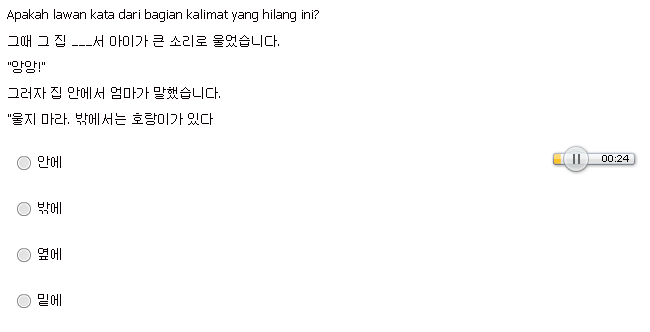 Apakah lawan kata dari bagian kalimat yang hilang ini?
그때 그 집 ___서 아이가 큰 소리로 울었습니다.
"앙앙!"
그러자 집 안에서 엄마가 말했습니다.
"울지 마라. 밖에서는 호랑이가 있다
안에
00:24
밖에
옆에
밑에